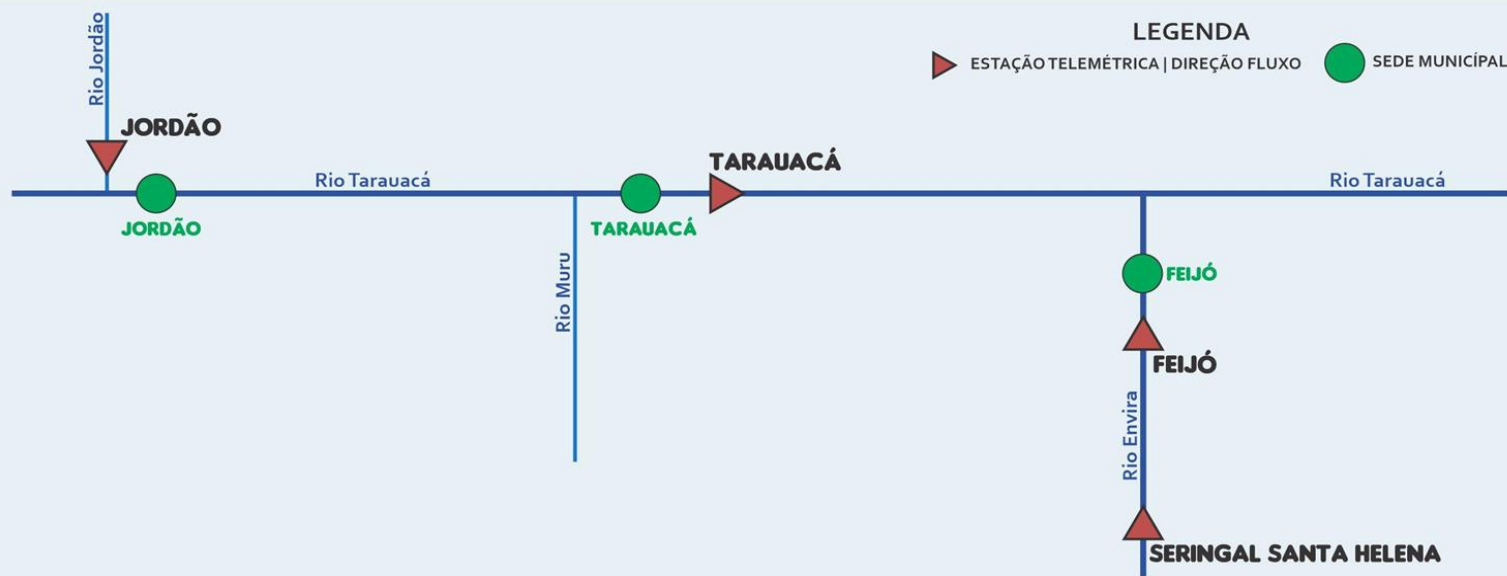 LEGENDA
ESTAÇÃO TELEMÉTRICA | DIREÇÃO FLUXO
SEDE MUNICÍPAL
Rio Jordão
JORDÃO
JORDÃO
Rio Tarauacá
TARAUACÁ
TARAUACÁ
Rio Tarauacá
Rio Muru
FEIJÓ
FEIJÓ
Rio Envira
SERINGAL SANTA HELENA